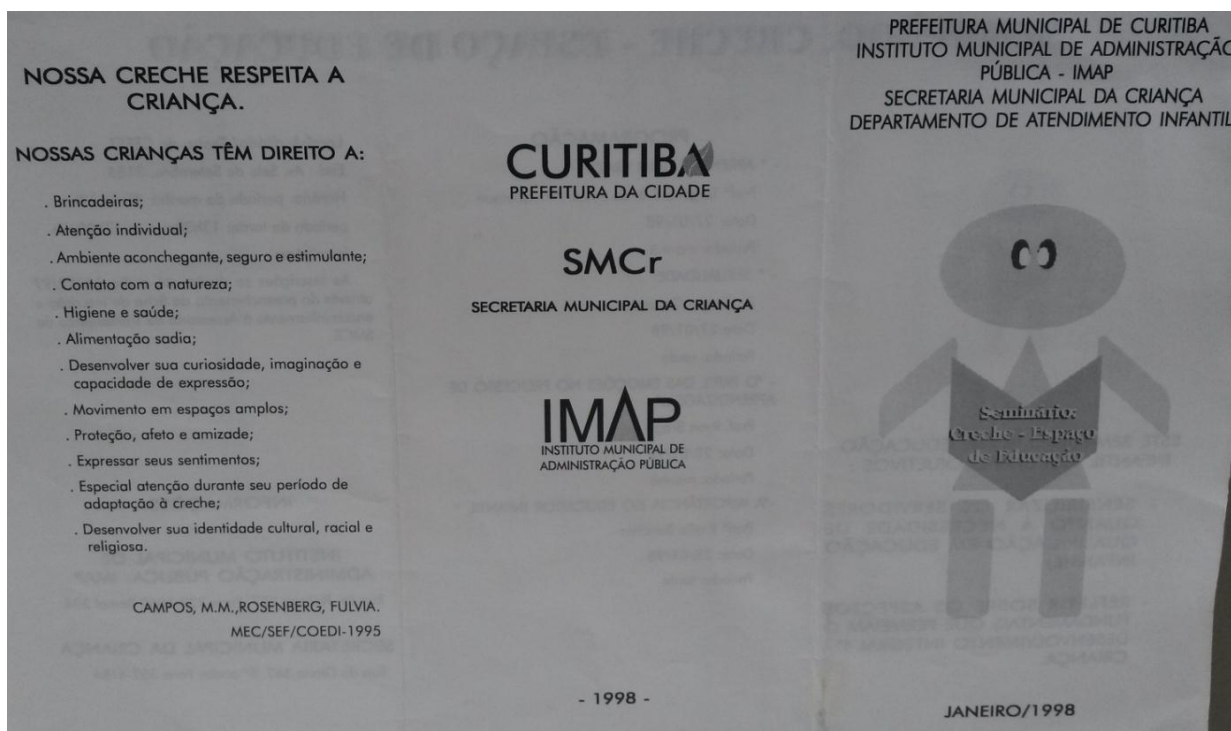 NOSSA CRECHE RESPEITA A
CRIANÇA.
NOSSAS CRIANÇAS TÊM DIREITO A:
. Brincadeiras;
. Atenção individual;
. Ambiente aconchegante, seguro e estimulante;
. Contato com a natureza;
. Higiene e saúde;
. Alimentação sadia;
. Desenvolver sua curiosidade, imaginação e
capacidade de expressão;
. Movimento em espaços amplos;
. Proteção, afeto e amizade;
. Expressar seus sentimentos;
. Especial atenção durante seu período de
adaptação à creche;
. Desenvolver sua identidade cultural, racial e
religiosa.
CAMPOS, M.M.,ROSENBERG, FULVIA.
MEC/SEF/COEDI-1995
CURITIBA
PREFEITURA DA CIDADE
SMCr
SECRETARIA MUNICIPAL DA CRIANÇA
IMAP
INSTITUTO MUNICIPAL DE
ADMINISTRAÇÃO PÚBLICA
- 1998 -
PREFEITURA MUNICIPAL DE CURITIBA
INSTITUTO MUNICIPAL DE ADMINISTRAÇÃO
PÚBLICA - IMAP
SECRETARIA MUNICIPAL DA CRIANÇA
DEPARTAMENTO DE ATENDIMENTO INFANTIL
Seminário:
Creche - Espaço
de Educação
JANEIRO/1998